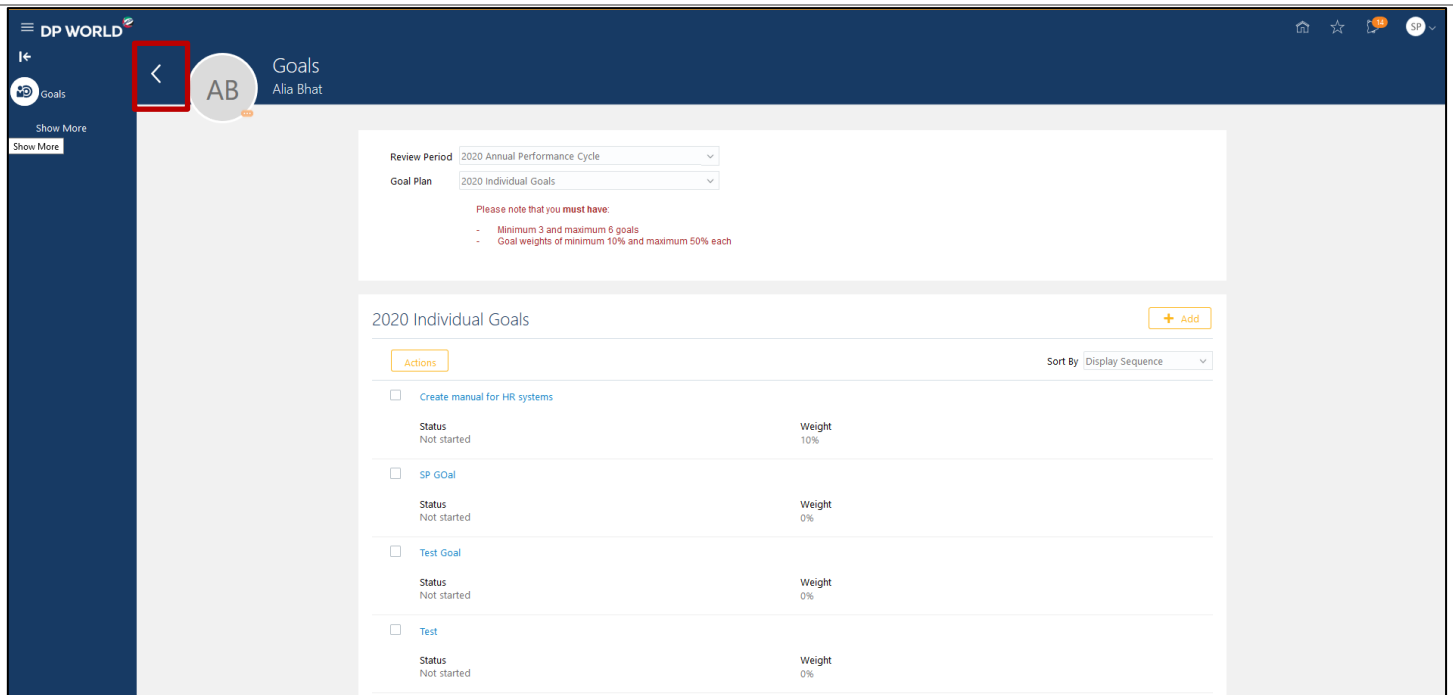 DP WORLD
14
SP
Goals
Show More
Show More
AB
Goals
Alia Bhat
Review Period 2020 Annual Performance Cycle
Goal Plan 2020 Individual Goals
Please note that you must have:
- Minimum 3 and maximum 6 goals
- Goal weights of minimum 10% and maximum 50% each
2020 Individual Goals
+ Add
Actions
Sort By Display Sequence
Create manual for HR systems
Status Weight
Not started 10%
SP GOal
Status Weight
Not started 0%
Test Goal
Status Weight
Not started 0%
Test
Status Weight
Not started 0%